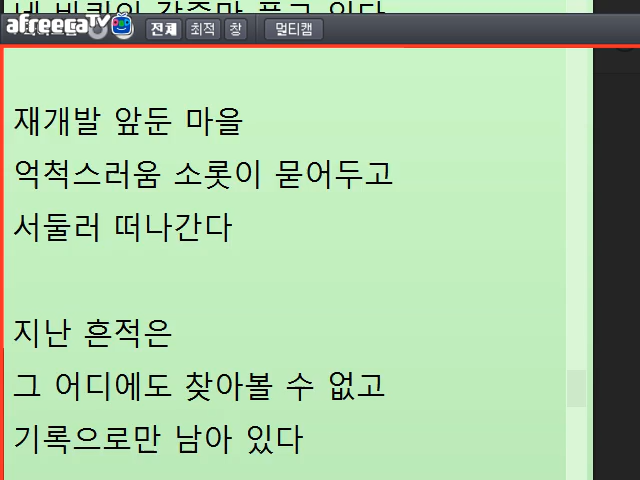 afreecaTV
전체 최적 창 멀티캠
재개발 앞둔 마을
억척스러움 소롯이 묻어두고
서둘러 떠나간다
지난 흔적은
그 어디에도 찾아볼 수 없고
기록으로만 남아 있다